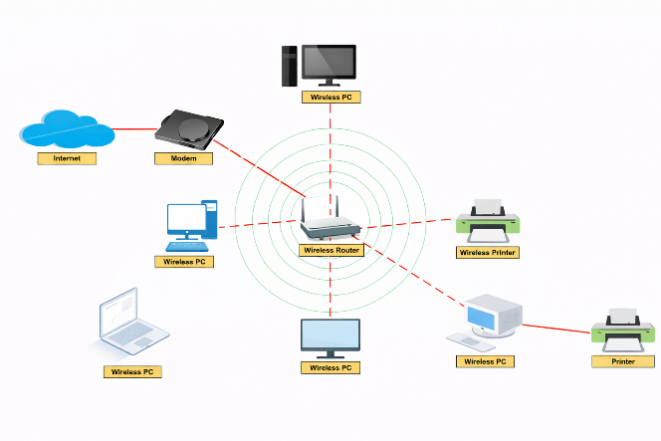 Wireless PC
Internet
Modem
Wireless Router
Wireless Printer
Wireless PC
Wireless PC
Wireless PC
Wireless PC
Printer